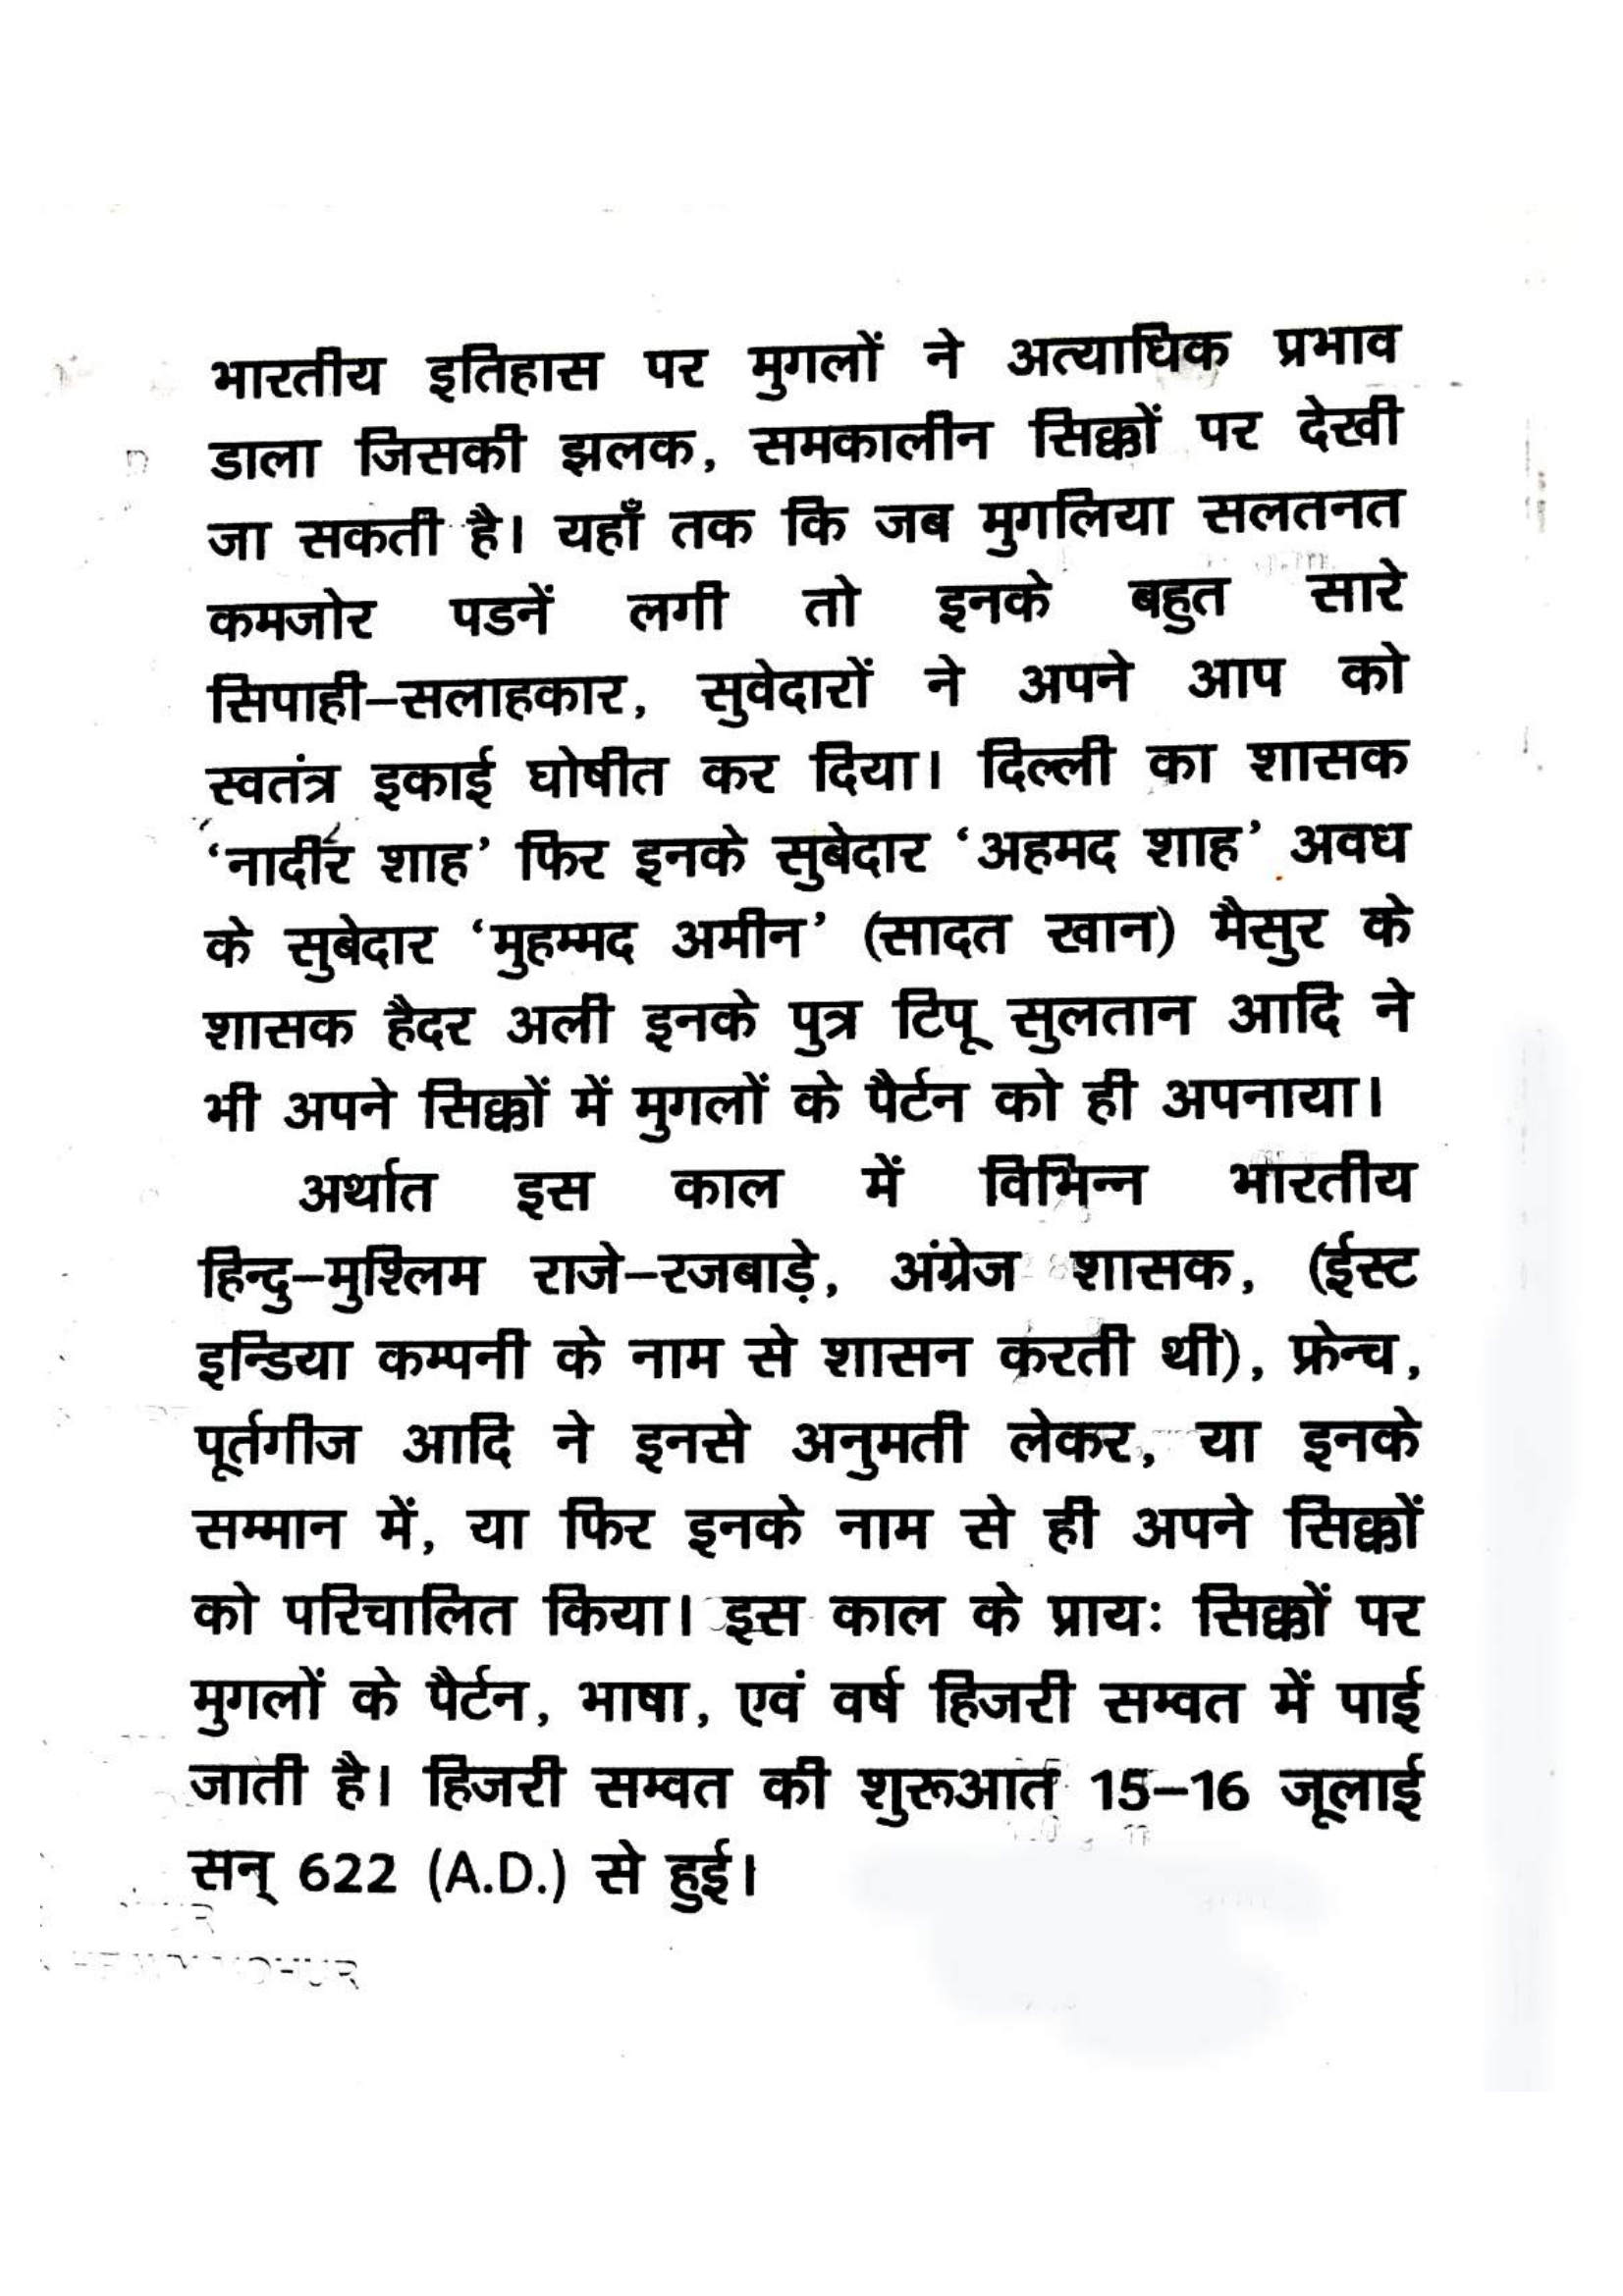 भारतीय इतिहास पर मुगलों ने अत्याधिक प्रभाव
डाला जिसकी झलक, समकालीन सिक्कों पर देखी
जा सकती है। यहाँ तक कि जब मुगलिया सलतनत
कमजोर पडनें लगी तो इनके बहुत सारे
सिपाही–सलाहकार, सुवेदारों ने अपने आप को
स्वतंत्र इकाई घोषीत कर दिया। दिल्ली का शासक
‘नादीर शाह’ फिर इनके सुबेदार ‘अहमद शाह’ अवध
के सुबेदार ‘मुहम्मद अमीन’ (सादत खान) मैसुर के
शासक हैदर अली इनके पुत्र टिपू सुलतान आदि ने
भी अपने सिक्कों में मुगलों के पैर्टन को ही अपनाया।
अर्थात इस काल में विभिन्न भारतीय
हिन्दु–मुश्लिम राजे–रजबाड़े, अंग्रेज शासक, (ईस्ट
इन्डिया कम्पनी के नाम से शासन करती थी), फ्रेन्च,
पूर्तगीज आदि ने इनसे अनुमती लेकर, या इनके
सम्मान में, या फिर इनके नाम से ही अपने सिक्कों
को परिचालित किया। इस काल के प्रायः सिक्कों पर
मुगलों के पैर्टन, भाषा, एवं वर्ष हिजरी सम्वत में पाई
जाती है। हिजरी सम्वत की शुरूआत 15–16 जूलाई
सन् 622 (A.D.) से हुई।